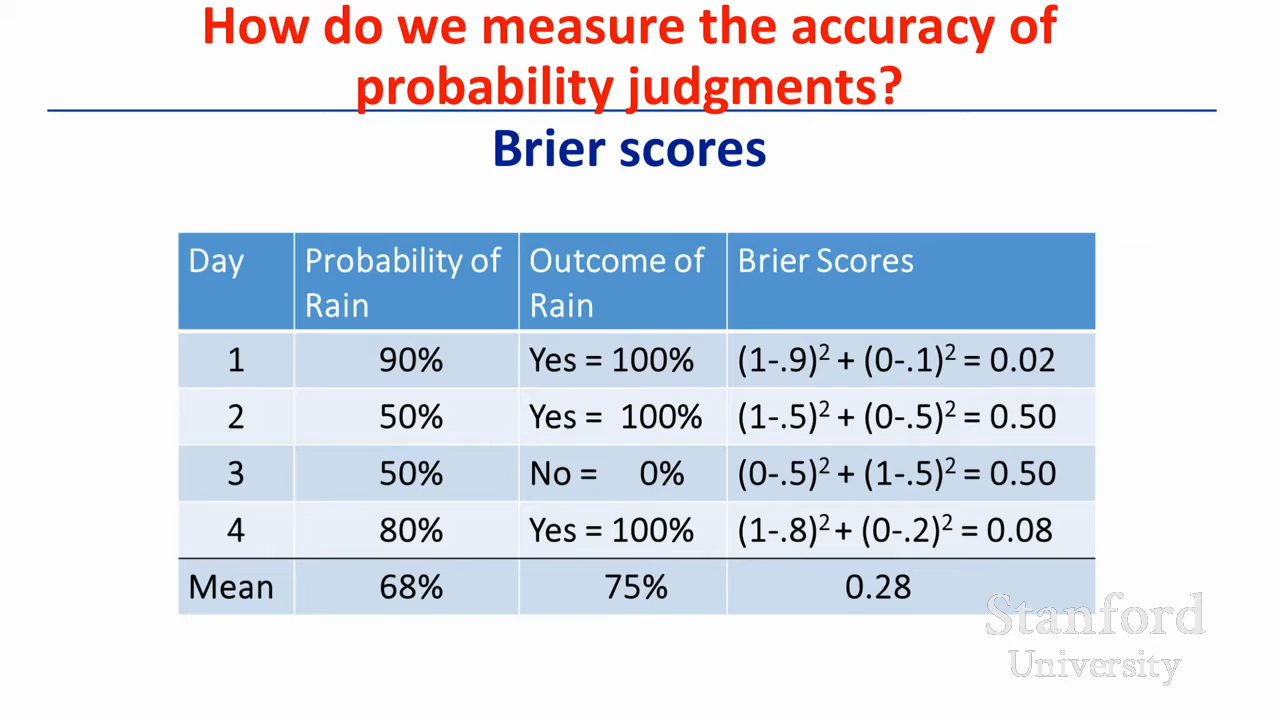 How do we measure the accuracy of
probability judgments?
Brier scores
Day Probability of Rain Outcome of Rain Brier Scores
1 90% Yes = 100% (1-.9)² + (0-.1)² = 0.02
2 50% Yes = 100% (1-.5)² + (0-.5)² = 0.50
3 50% No = 0% (0-.5)² + (1-.5)² = 0.50
4 80% Yes = 100% (1-.8)² + (0-.2)² = 0.08
Mean 68% 75% 0.28
Stanford
University